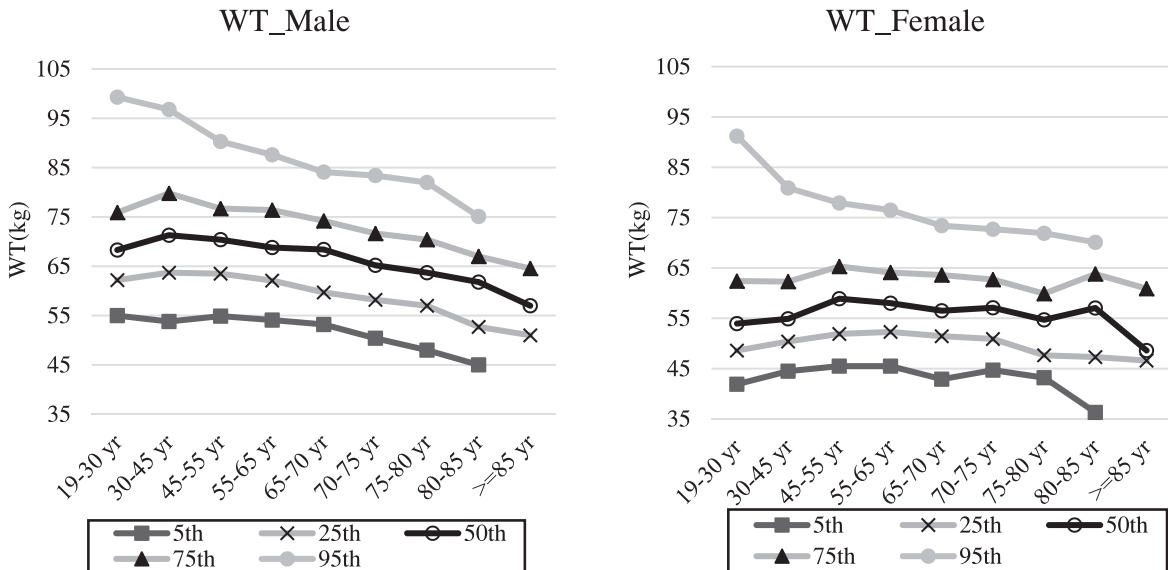 WT_Male
105
95
85
75
65
55
45
35
WT(kg)
19-30 yr
30-45 yr
45-55 yr
55-65 yr
65-70 yr
70-75 yr
75-80 yr
80-85 yr
>=85 yr
5th 25th 50th
75th 95th
WT_Female
105
95
85
75
65
55
45
35
WT(kg)
19-30 yr
30-45 yr
45-55 yr
55-65 yr
65-70 yr
70-75 yr
75-80 yr
80-85 yr
>=85 yr
5th 25th 50th
75th 95th